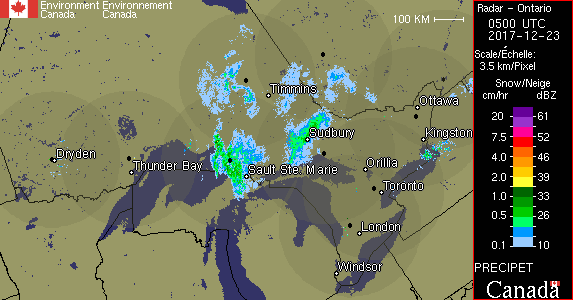 Environment Environnement
Canada Canada
100 KM
Radar - Ontario
0500 UTC
2017-12-23
Scale/Échelle:
3.5 km/Pixel
Snow/Neige
cm/hr dBZ
20 61
7.5 52
4.0 46
2.0 39
1.0 33
0.5 26
0.1 10
PRECIPET
Canada
Timmins
Ottawa
Sudbury
Kingston
Dryden
Thunder Bay
Sault Ste. Marie
Orillia
Toronto
London
Windsor